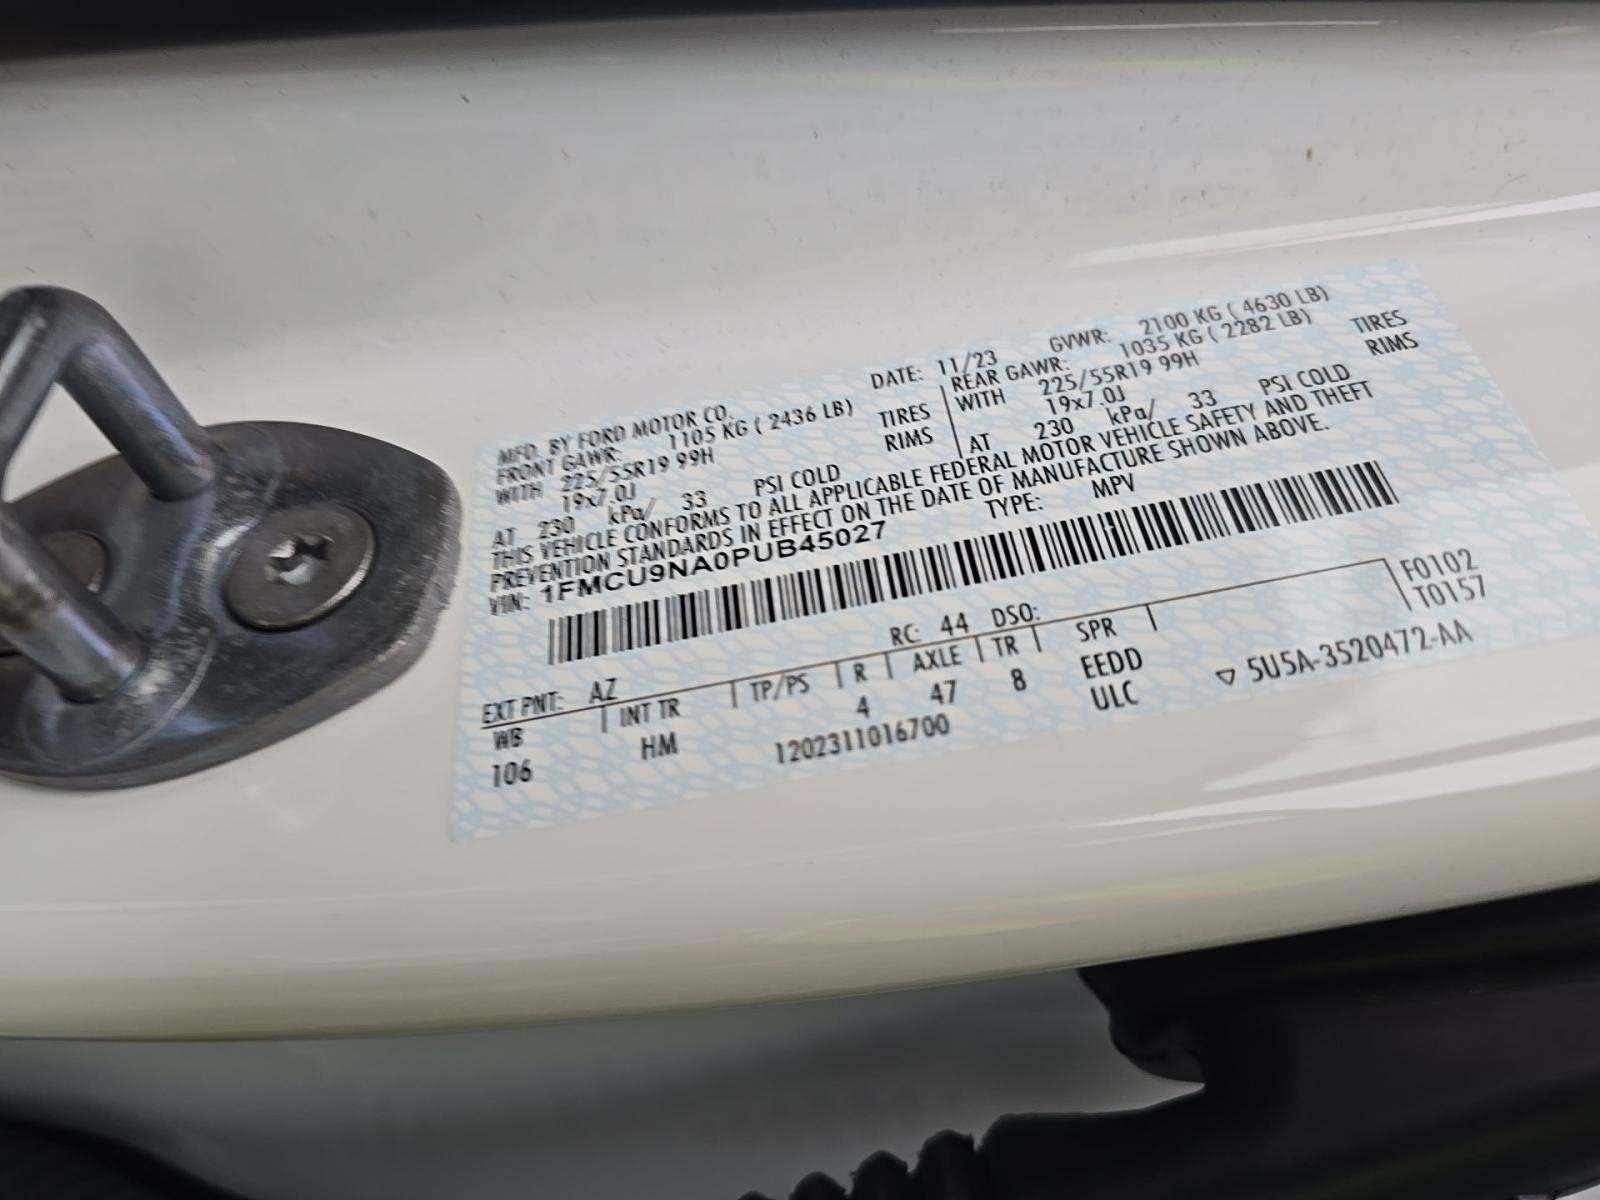 MFD. BY FORD MOTOR CO. DATE: 11/23 GVWR: 2100 KG ( 4630 LB)
FRONT GAWR: 1105 KG ( 2436 LB) REAR GAWR: 1035 KG ( 2282 LB)
WITH 225/55R19 99H TIRES WITH 225/55R19 99H TIRES
19x7.0J RIMS 19x7.0J RIMS
AT 230 kPa/ 33 PSI COLD AT 230 kPa/ 33 PSI COLD
THIS VEHICLE CONFORMS TO ALL APPLICABLE FEDERAL MOTOR VEHICLE SAFETY AND THEFT
PREVENTION STANDARDS IN EFFECT ON THE DATE OF MANUFACTURE SHOWN ABOVE.
VIN: 1FMCU9NA0PUB45027 TYPE: MPV
EXT PNT: AZ RC: 44 DSO: F0102
WB INT TR TP/PS R AXLE TR SPR T0157
106 HM 4 47 8 EEDD
1202311016700 ULC 5U5A-3520472-AA